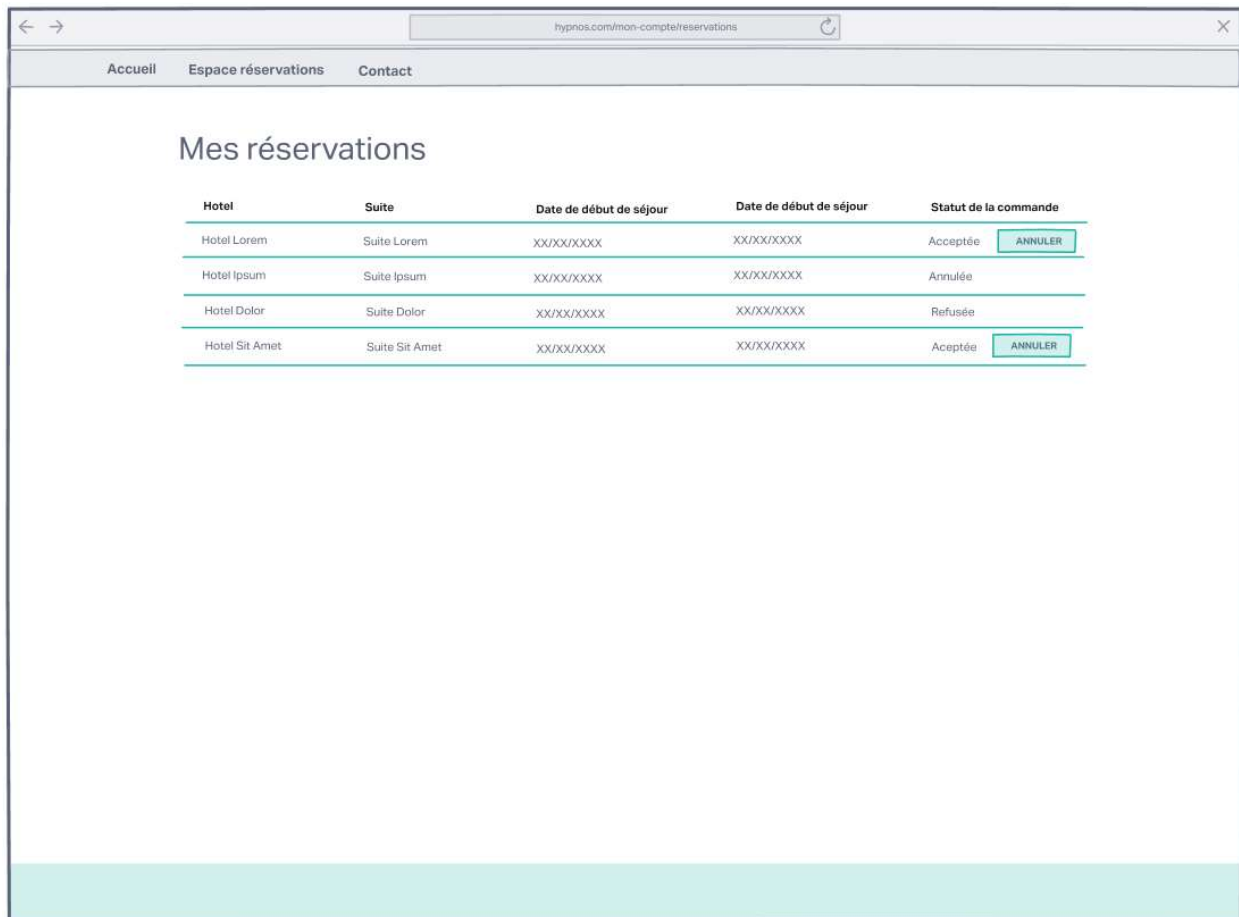 hypnos.com/mon-compte/reservations
Accueil Espace réservations Contact
Mes réservations
Hotel Suite Date de début de séjour Date de début de séjour Statut de la commande
Hotel Lorem Suite Lorem XX/XX/XXXX XX/XX/XXXX Acceptée ANNULER
Hotel Ipsum Suite Ipsum XX/XX/XXXX XX/XX/XXXX Annulée
Hotel Dolor Suite Dolor XX/XX/XXXX XX/XX/XXXX Refusée
Hotel Sit Amet Suite Sit Amet XX/XX/XXXX XX/XX/XXXX Aceptée ANNULER